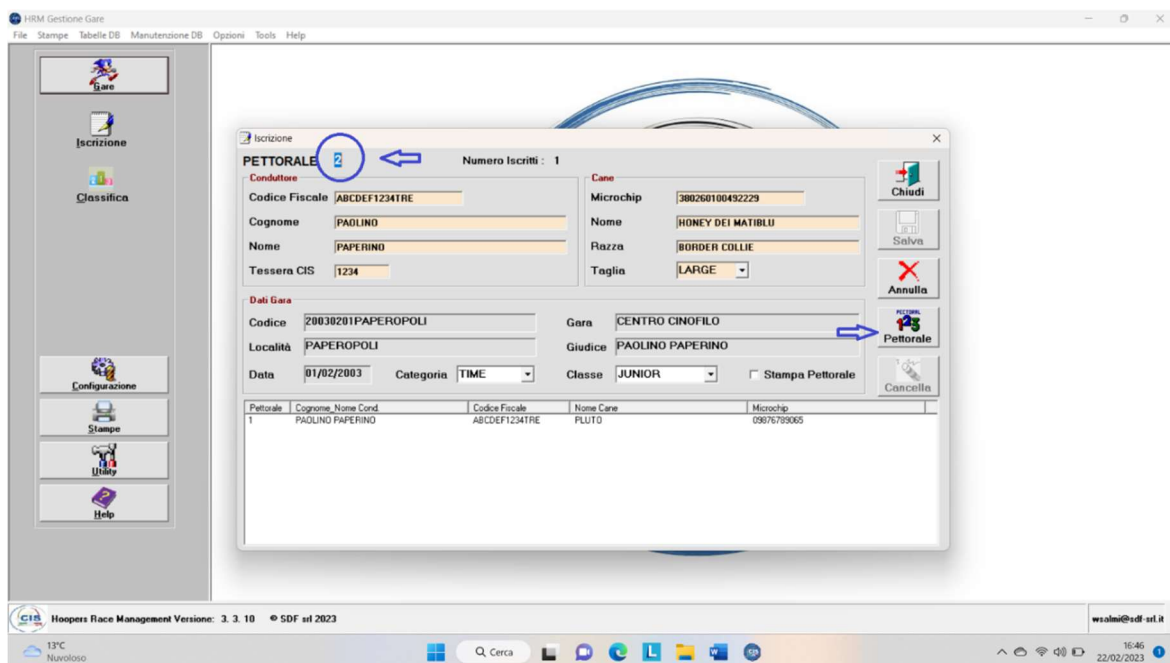 HRM Gestione Gare
File Stampe Tabelle DB Manutenzione DB Opzioni Tools Help
Gare
Iscrizione
Classifica
Configurazione
Stampe
Utility
Help
Iscrizione
PETTORALE 2 Numero Iscritti : 1
Conduttore
Codice Fiscale ABCDEF1234TRE
Cognome PAOLINO
Nome PAPERINO
Tessera CIS 1234
Cane
Microchip 380260100492229
Nome HONEY DEI MATIBLU
Razza BORDER COLLIE
Taglia LARGE
Chiudi
Salva
Annulla
PECTORAL
123
Pettorale
Cancella
Dati Gara
Codice 20030201PAPEROPOLI Gara CENTRO CINOFILO
Località PAPEROPOLI Giudice PAOLINO PAPERINO
Data 01/02/2003 Categoria TIME Classe JUNIOR Stampa Pettorale
Pettorale Cognome_Nome Cond. Codice Fiscale Nome Cane Microchip
1 PAOLINO PAPERINO ABCDEF1234TRE PLUTO 09876789065
CIS Hoopers Race Management Versione: 3. 3. 10 © SDF srl 2023 wsalmi@sdf-srl.it
13°C
Nuvoloso
Cerca
L
W
16:46
22/02/2023
1